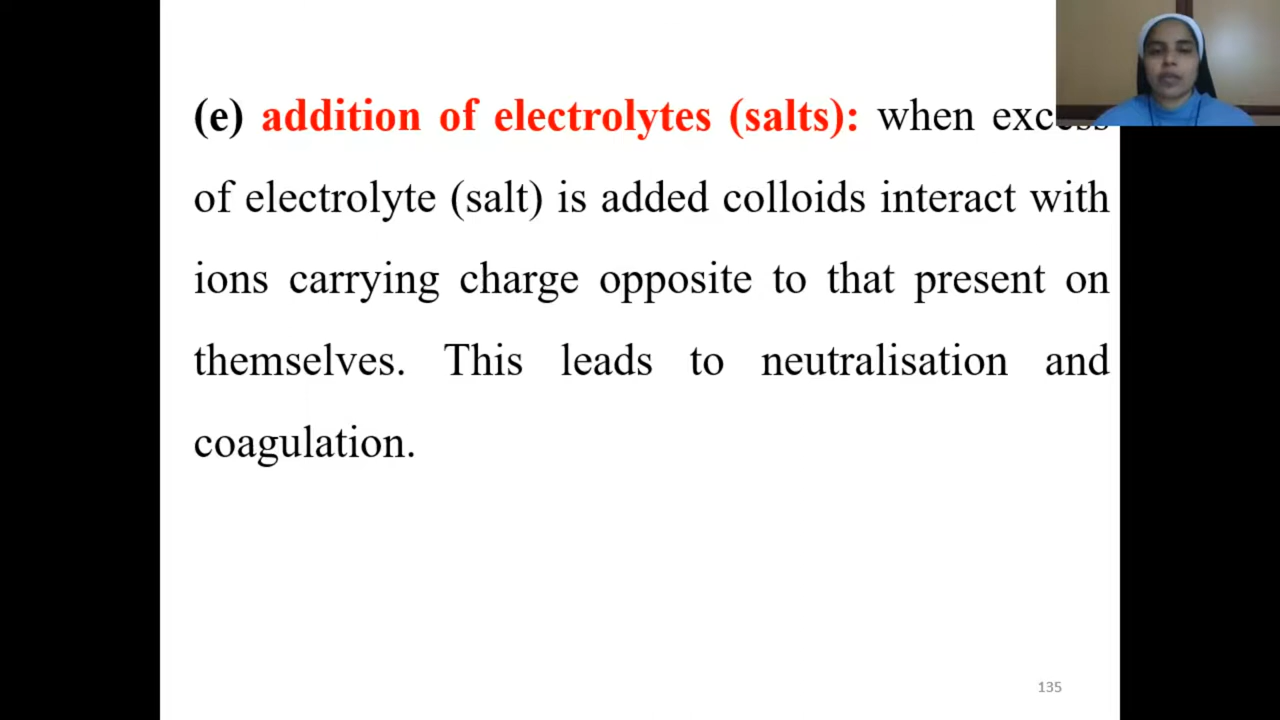 (e) addition of electrolytes (salts): when excess
of electrolyte (salt) is added colloids interact with
ions carrying charge opposite to that present on
themselves. This leads to neutralisation and
coagulation.
135